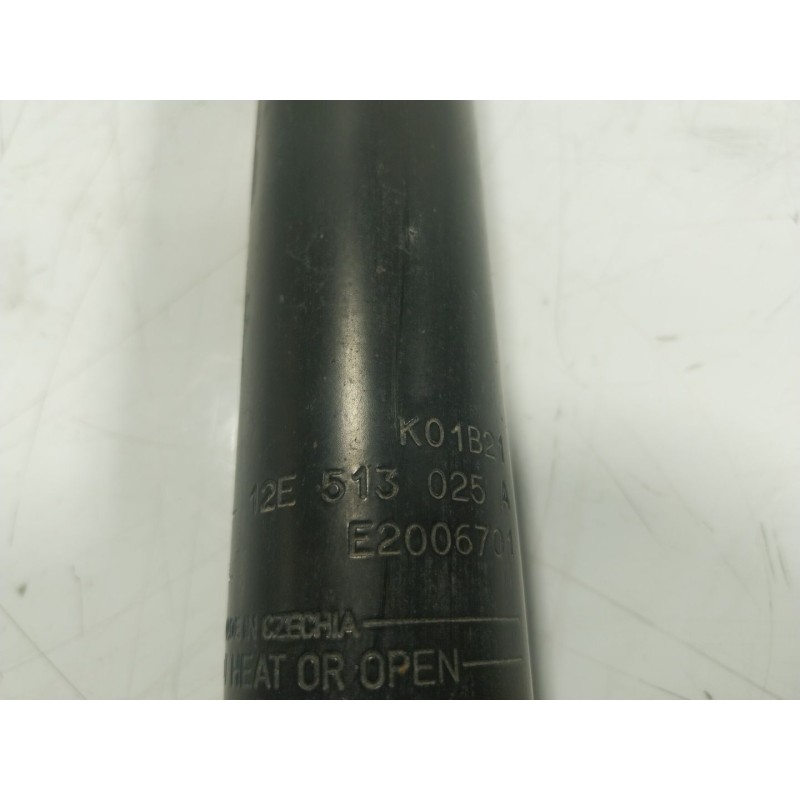 K01B21
12E 513 025 A
E2006701
IN CZECHIA
HEAT OR OPEN